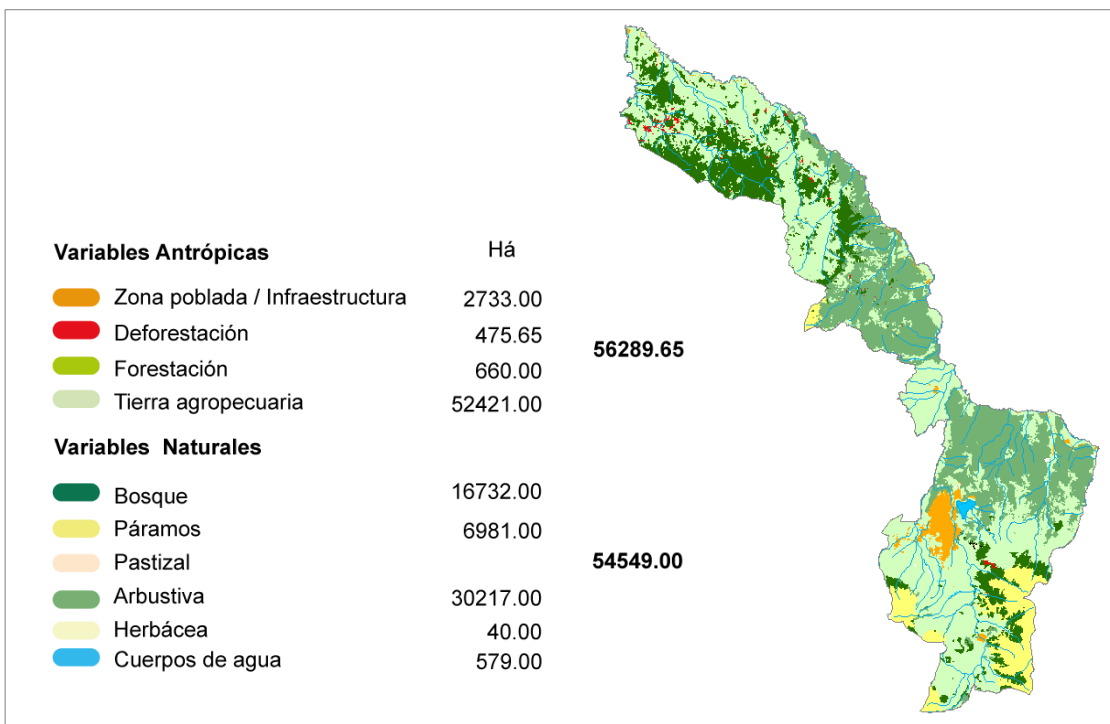 Variables Antrópicas Há
Zona poblada / Infraestructura 2733.00
Deforestación 475.65
56289.65
Forestación 660.00
Tierra agropecuaria 52421.00
Variables Naturales
Bosque 16732.00
Páramos 6981.00
Pastizal
54549.00
Arbustiva 30217.00
Herbácea 40.00
Cuerpos de agua 579.00